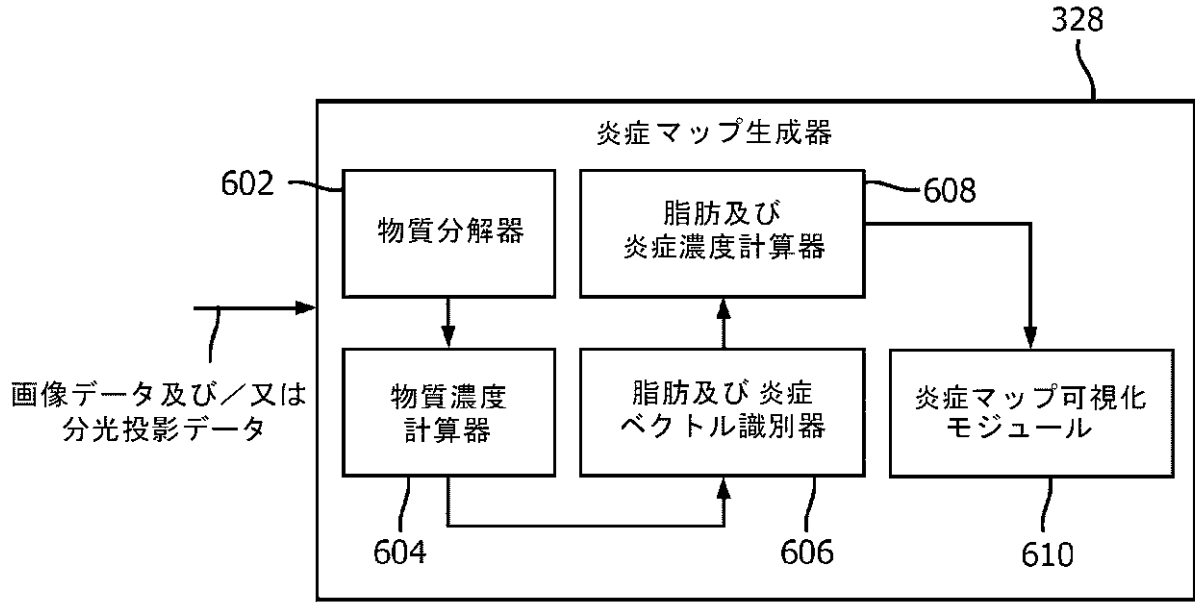 328
炎症マップ生成器
602
物質分解器
脂肪及び
炎症濃度計算器
608
画像データ及び／又は
分光投影データ
物質濃度
計算器
604
脂肪及び 炎症
ベクトル識別器
606
炎症マップ可視化
モジュール
610